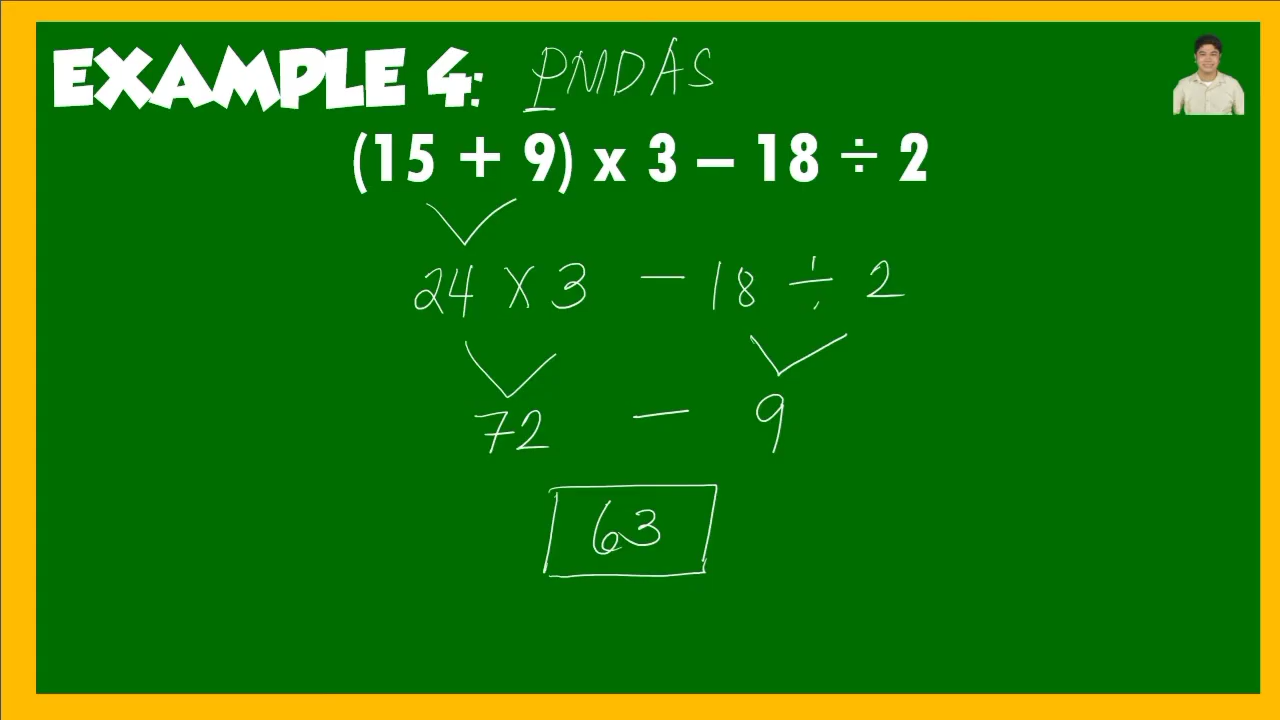 EXAMPLE 4: PMDAS
(15 + 9) x 3 – 18 ÷ 2
24 x 3 – 18 ÷ 2
72 – 9
63